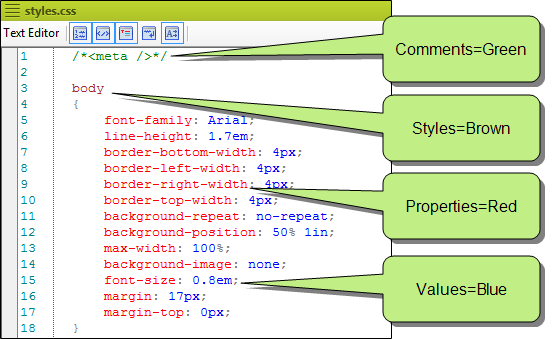 styles.css
Text Editor
1 /*<meta />*/
2
3 body
4 {
5 font-family: Arial;
6 line-height: 1.7em;
7 border-bottom-width: 4px;
8 border-left-width: 4px;
9 border-right-width: 4px;
10 border-top-width: 4px;
11 background-repeat: no-repeat;
12 background-position: 50% 1in;
13 max-width: 100%;
14 background-image: none;
15 font-size: 0.8em;
16 margin: 17px;
17 margin-top: 0px;
18 }
Comments=Green
Styles=Brown
Properties=Red
Values=Blue